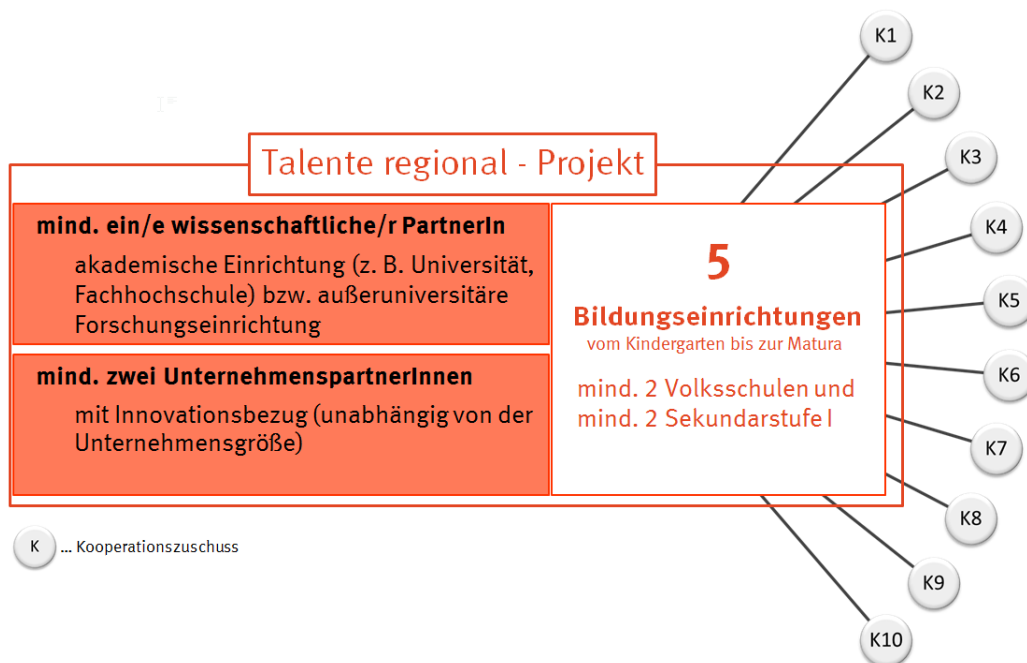 Talente regional - Projekt
mind. ein/e wissenschaftliche/r PartnerIn
akademische Einrichtung (z. B. Universität,
Fachhochschule) bzw. außeruniversitäre
Forschungseinrichtung
mind. zwei UnternehmenspartnerInnen
mit Innovationsbezug (unabhängig von der
Unternehmensgröße)
5
Bildungseinrichtungen
vom Kindergarten bis zur Matura
mind. 2 Volksschulen und
mind. 2 Sekundarstufe I
K1
K2
K3
K4
K5
K6
K7
K8
K9
K10
K ... Kooperationszuschuss